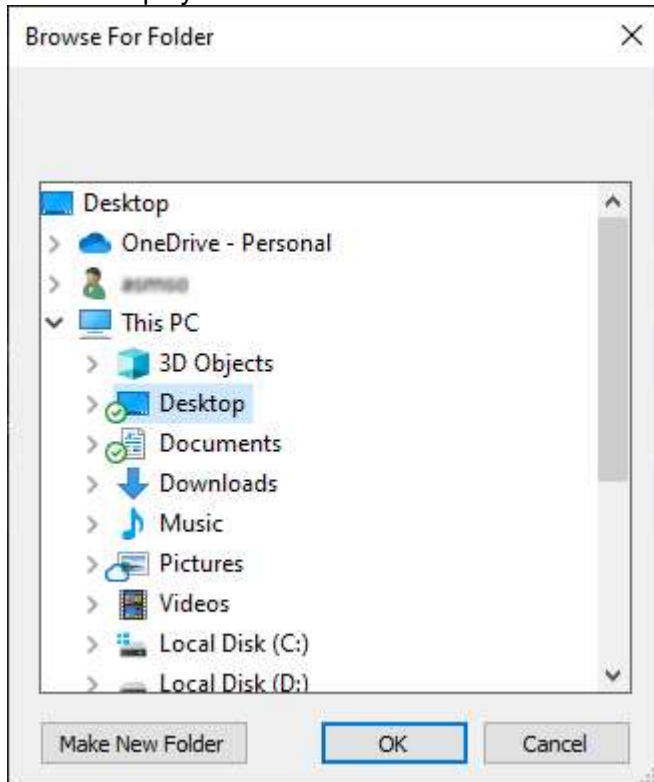 Browse For Folder
Desktop
OneDrive - Personal
This PC
3D Objects
Desktop
Documents
Downloads
Music
Pictures
Videos
Local Disk (C:)
Local Disk (D:)
Make New Folder
OK
Cancel